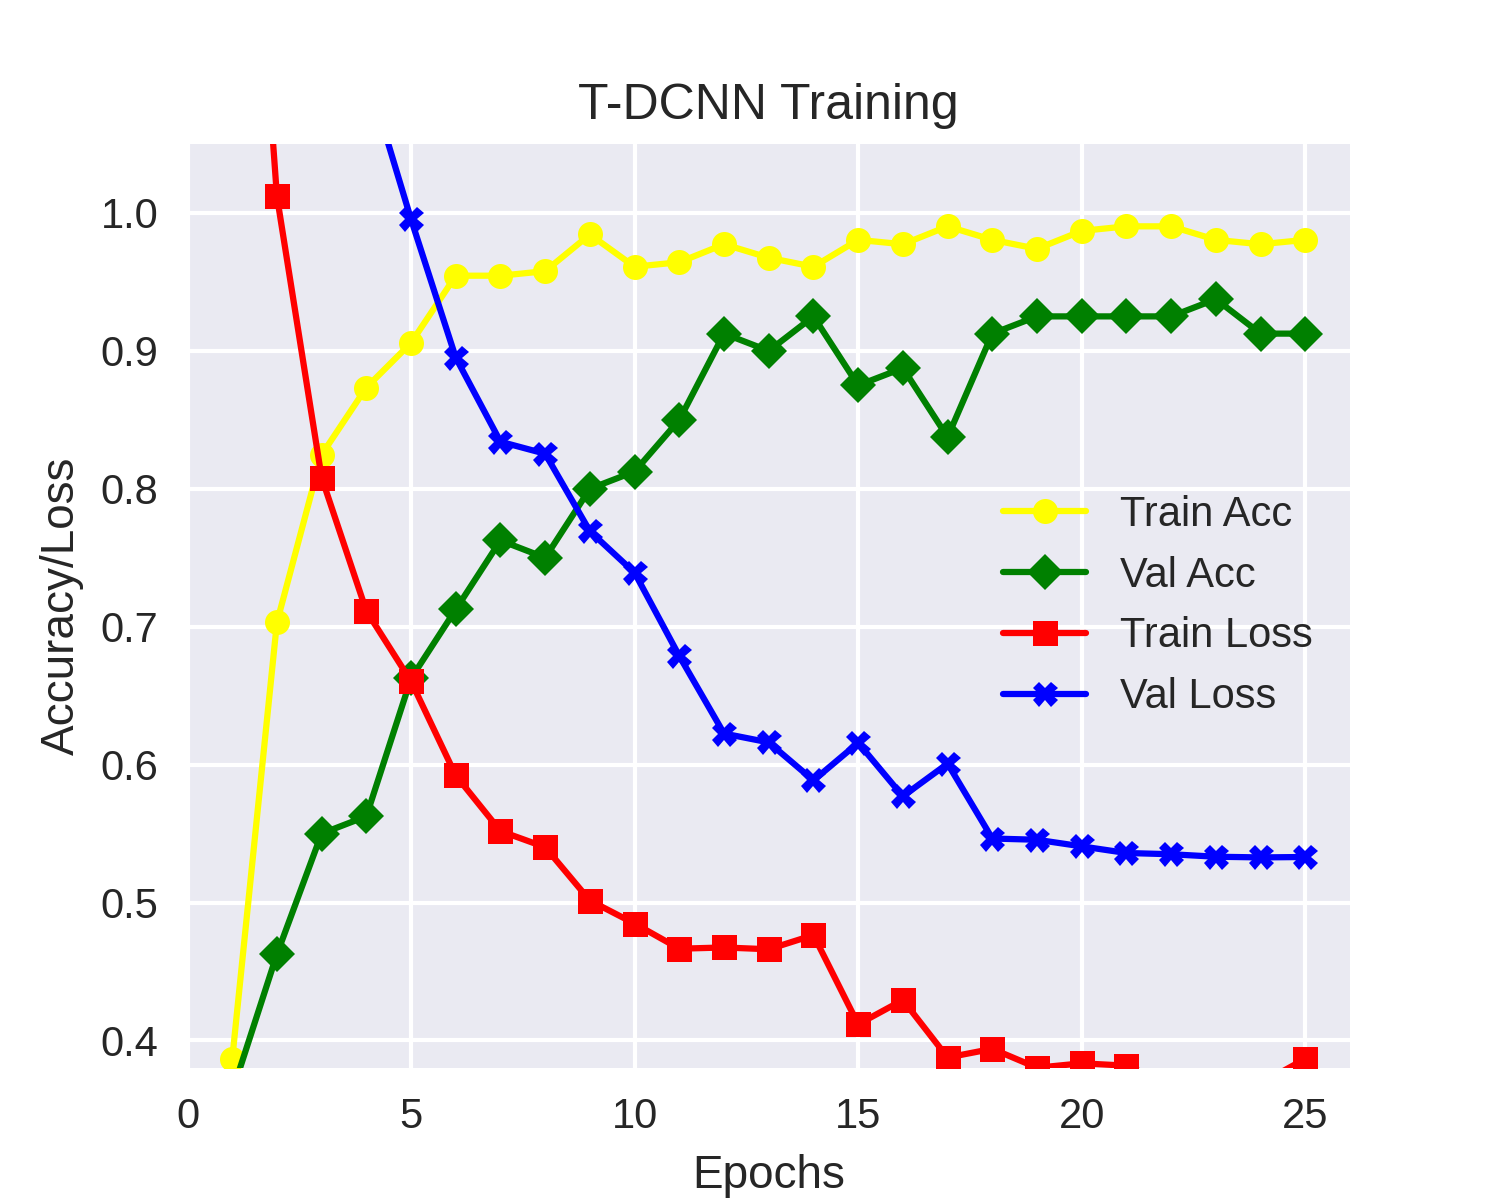 T-DCNN Training
1.0
0.9
0.8
0.7
0.6
0.5
0.4
Accuracy/Loss
Train Acc
Val Acc
Train Loss
Val Loss
0 5 10 15 20 25
Epochs